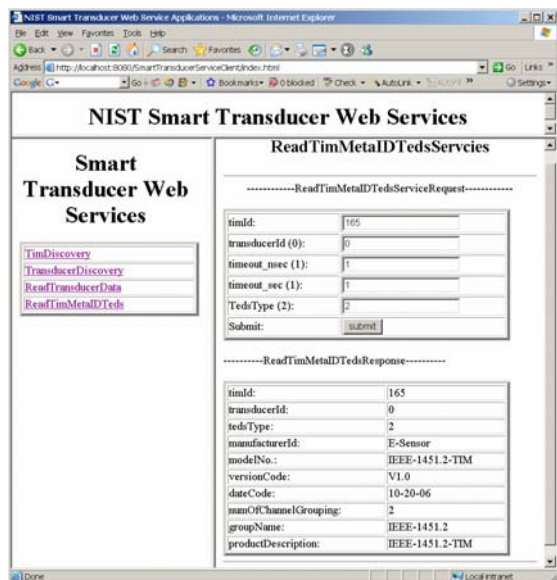 NIST Smart Transducer Web Service Applications - Microsoft Internet Explorer
File Edit View Favorites Tools Help
Back Search Favorites
Address http://localhost:8080/SmartTransducerServiceClient/index.html Go Links »
Google G Go Bookmarks 0 blocked Check AutoLink Settings
NIST Smart Transducer Web Services
Smart
Transducer Web
Services
TimDiscovery
TransducerDiscovery
ReadTransducerData
ReadTimMetaIDTeds
ReadTimMetaIDTedsServcies
------------ReadTimMetaIDTedsServiceRequest------------
timId: 165
transducerId (0): 0
timeout_nsec (1): 1
timeout_sec (1): 1
TedsType (2): 2
Submit: submit
----------ReadTimMetaIDTedsResponse----------
timId: 165
transducerId: 0
tedsType: 2
manufacturerId: E-Sensor
modelNo.: IEEE-1451.2-TIM
versionCode: V1.0
dateCode: 10-20-06
numOfChannelGrouping: 2
groupName: IEEE-1451.2
productDescription: IEEE-1451.2-TIM
Done Local intranet